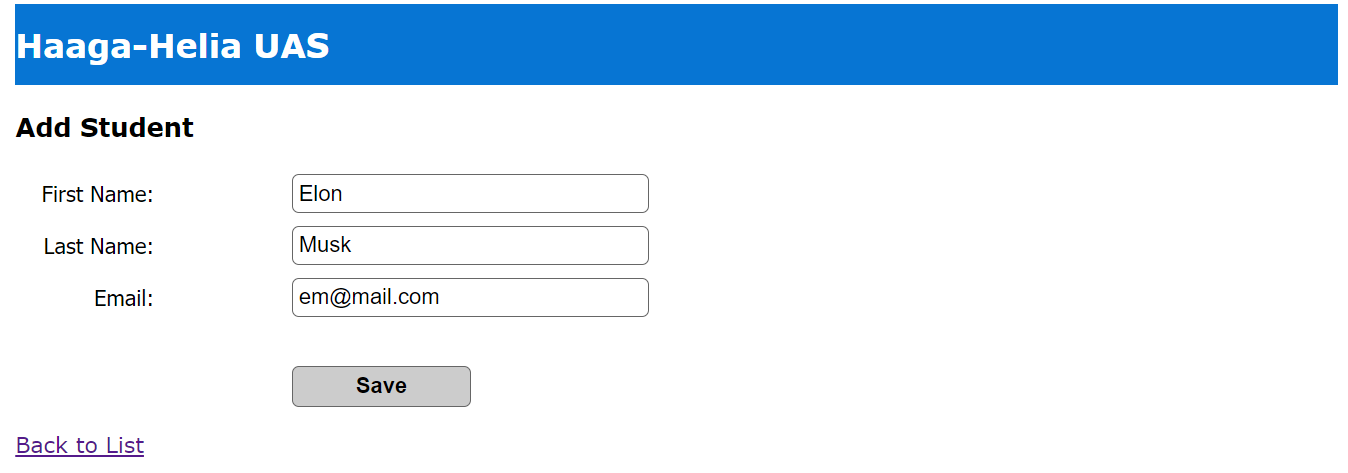 Haaga-Helia UAS
Add Student
First Name: Elon
Last Name: Musk
Email: em@mail.com
Save
Back to List